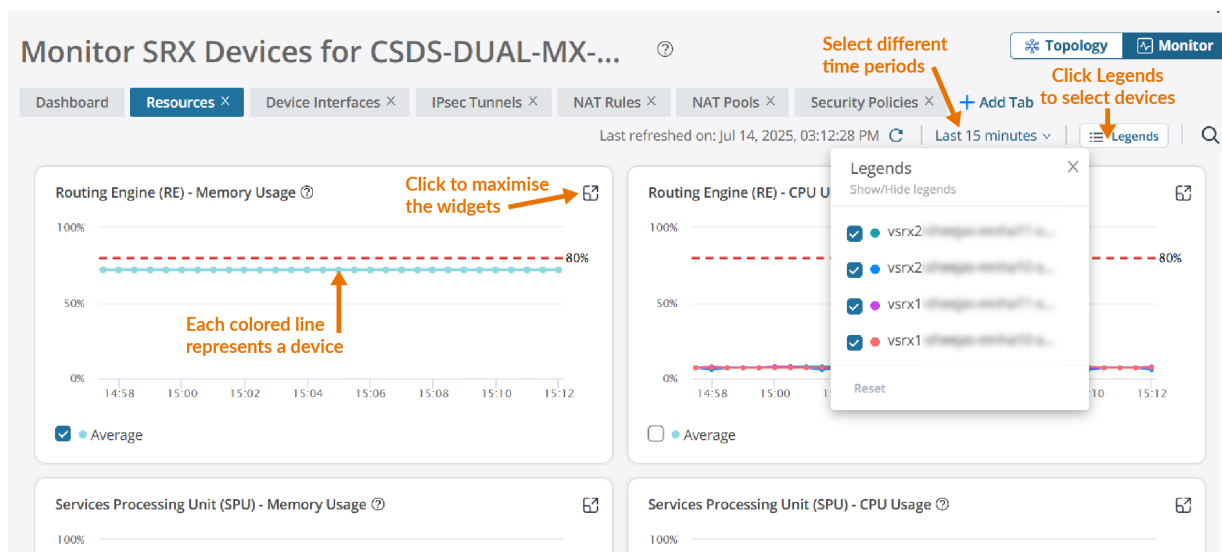 Monitor SRX Devices for CSDS-DUAL-MX-...
Topology
Monitor
Select different
time periods
Click Legends
to select devices
Dashboard
Resources X
Device Interfaces X
IPsec Tunnels X
NAT Rules X
NAT Pools X
Security Policies X
+ Add Tab
Last refreshed on: Jul 14, 2025, 03:12:28 PM
Last 15 minutes
Legends
Routing Engine (RE) - Memory Usage
Click to maximise
the widgets
100%
80%
50%
0%
Each colored line
represents a device
14:58 15:00 15:02 15:04 15:06 15:08 15:10 15:12
Average
Routing Engine (RE) - CPU U
100%
80%
50%
0%
14:58 15:00 1 10 15:12
Average
Legends
X
Show/Hide legends
vsrx2
vsrx2
vsrx1
vsrx1
Reset
Services Processing Unit (SPU) - Memory Usage
100%
Services Processing Unit (SPU) - CPU Usage
100%